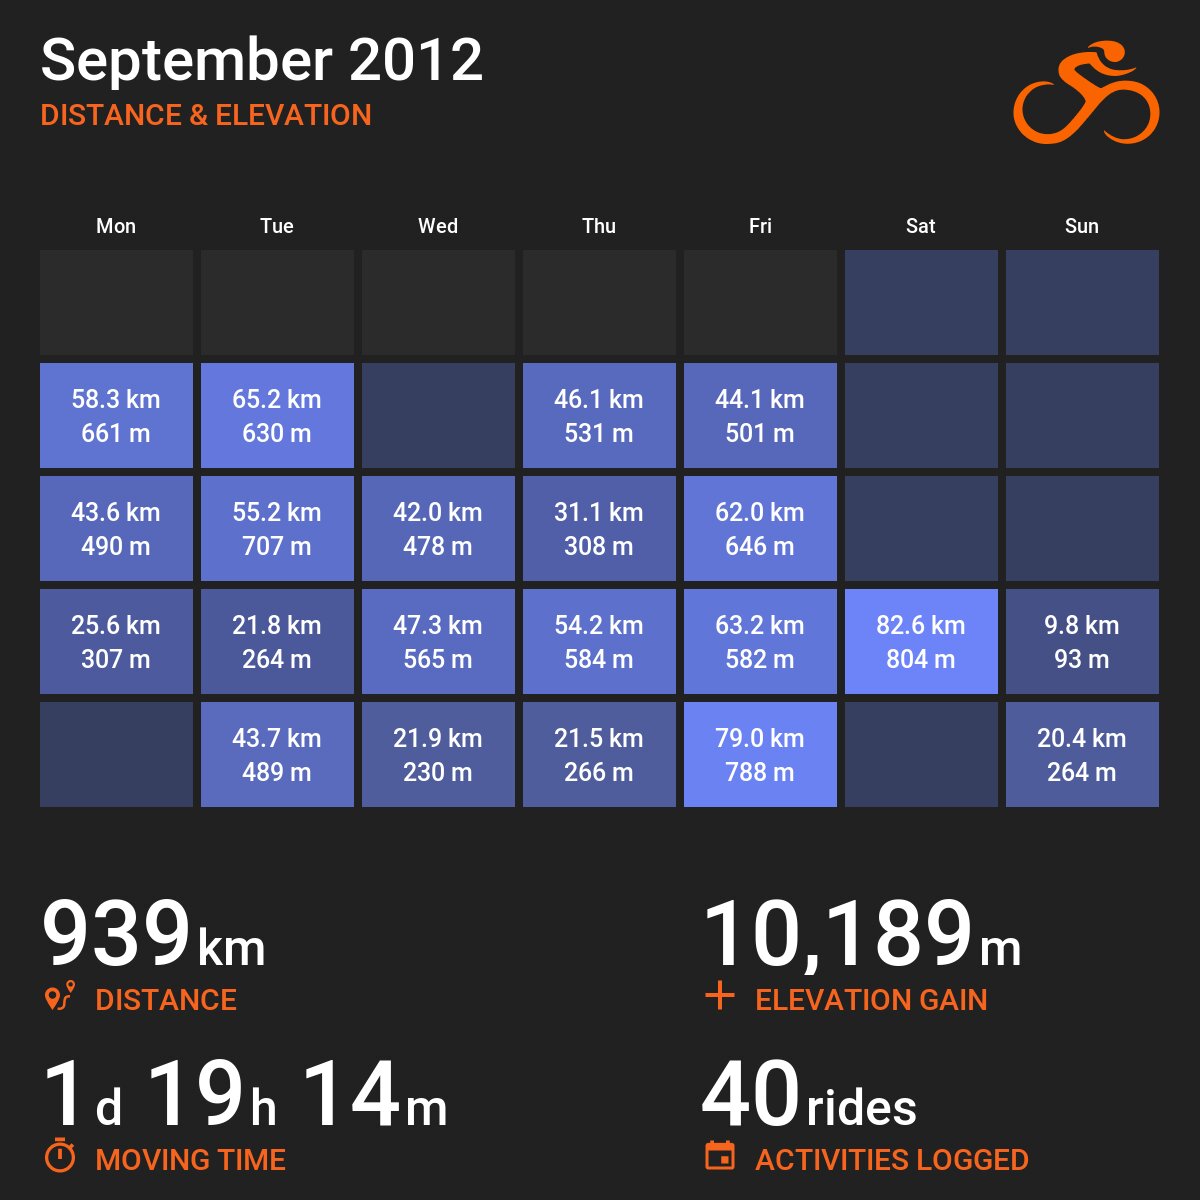 September 2012
DISTANCE & ELEVATION
Mon Tue Wed Thu Fri Sat Sun
58.3 km 65.2 km 46.1 km 44.1 km
661 m 630 m 531 m 501 m
43.6 km 55.2 km 42.0 km 31.1 km 62.0 km
490 m 707 m 478 m 308 m 646 m
25.6 km 21.8 km 47.3 km 54.2 km 63.2 km 82.6 km 9.8 km
307 m 264 m 565 m 584 m 582 m 804 m 93 m
43.7 km 21.9 km 21.5 km 79.0 km 20.4 km
489 m 230 m 266 m 788 m 264 m
939 km 10,189 m
DISTANCE ELEVATION GAIN
1 d 19 h 14 m 40 rides
MOVING TIME ACTIVITIES LOGGED